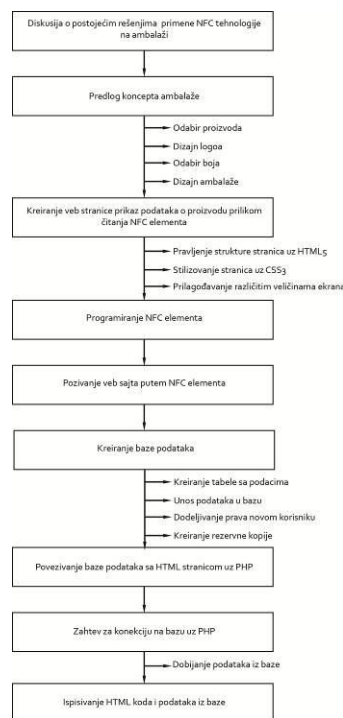 Diskusija o postojećim rešenjima primene NFC tehnologije
na ambalaži
Predlog koncepta ambalaže
Odabir proizvoda
Dizajn logoa
Odabir boja
Dizajn ambalaže
Kreiranje veb stranice prikaz podataka o proizvodu prilikom
čitanja NFC elementa
Pravljenje strukture stranica uz HTML5
Stilizovanje stranica uz CSS3
Prilagođavanje različitim veličinama ekrana
Programiranje NFC elementa
Pozivanje veb sajta putem NFC elementa
Kreiranje baze podataka
Kreiranje tabele sa podacima
Unos podataka u bazu
Dodeljivanje prava novom korisniku
Kreiranje rezervne kopije
Povezivanje baze podataka sa HTML stranicom uz PHP
Zahtev za konekciju na bazu uz PHP
Dobijanje podataka iz baze
Ispisivanje HTML koda i podataka iz baze